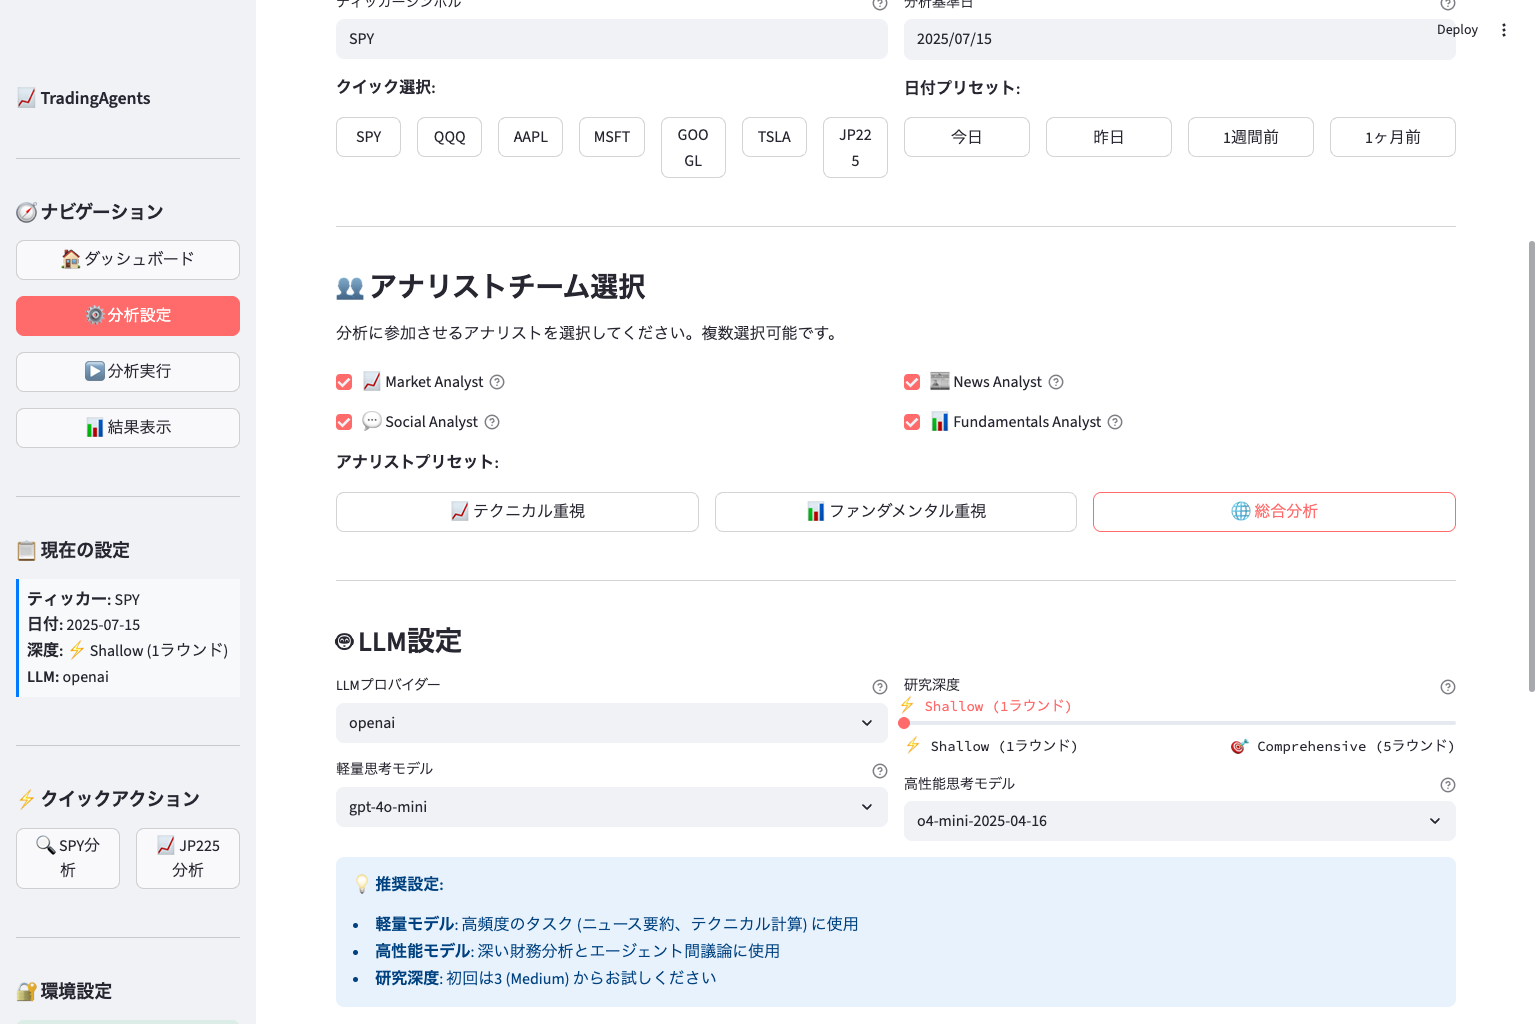 Deploy
TradingAgents
ナビゲーション
ダッシュボード
分析設定
分析実行
結果表示
現在の設定
ティッカー: SPY
日付: 2025-07-15
深度: ⚡ Shallow (1ラウンド)
LLM: openai
クイックアクション
SPY分
析
JP225
分析
環境設定
ティッカーシンボル
SPY
クイック選択:
SPY
QQQ
AAPL
MSFT
GOO
GL
TSLA
JP22
5
分析基準日
2025/07/15
日付プリセット:
今日
昨日
1週間前
1ヶ月前
アナリストチーム選択
分析に参加させるアナリストを選択してください。複数選択可能です。
Market Analyst
News Analyst
Social Analyst
Fundamentals Analyst
アナリストプリセット:
テクニカル重視
ファンダメンタル重視
総合分析
LLM設定
LLMプロバイダー
openai
軽量思考モデル
gpt-4o-mini
研究深度
⚡ Shallow (1ラウンド)
⚡ Shallow (1ラウンド)
🎯 Comprehensive (5ラウンド)
高性能思考モデル
o4-mini-2025-04-16
推奨設定:
• 軽量モデル: 高頻度のタスク (ニュース要約、テクニカル計算) に使用
• 高性能モデル: 深い財務分析とエージェント間議論に使用
• 研究深度: 初回は3 (Medium) からお試しください